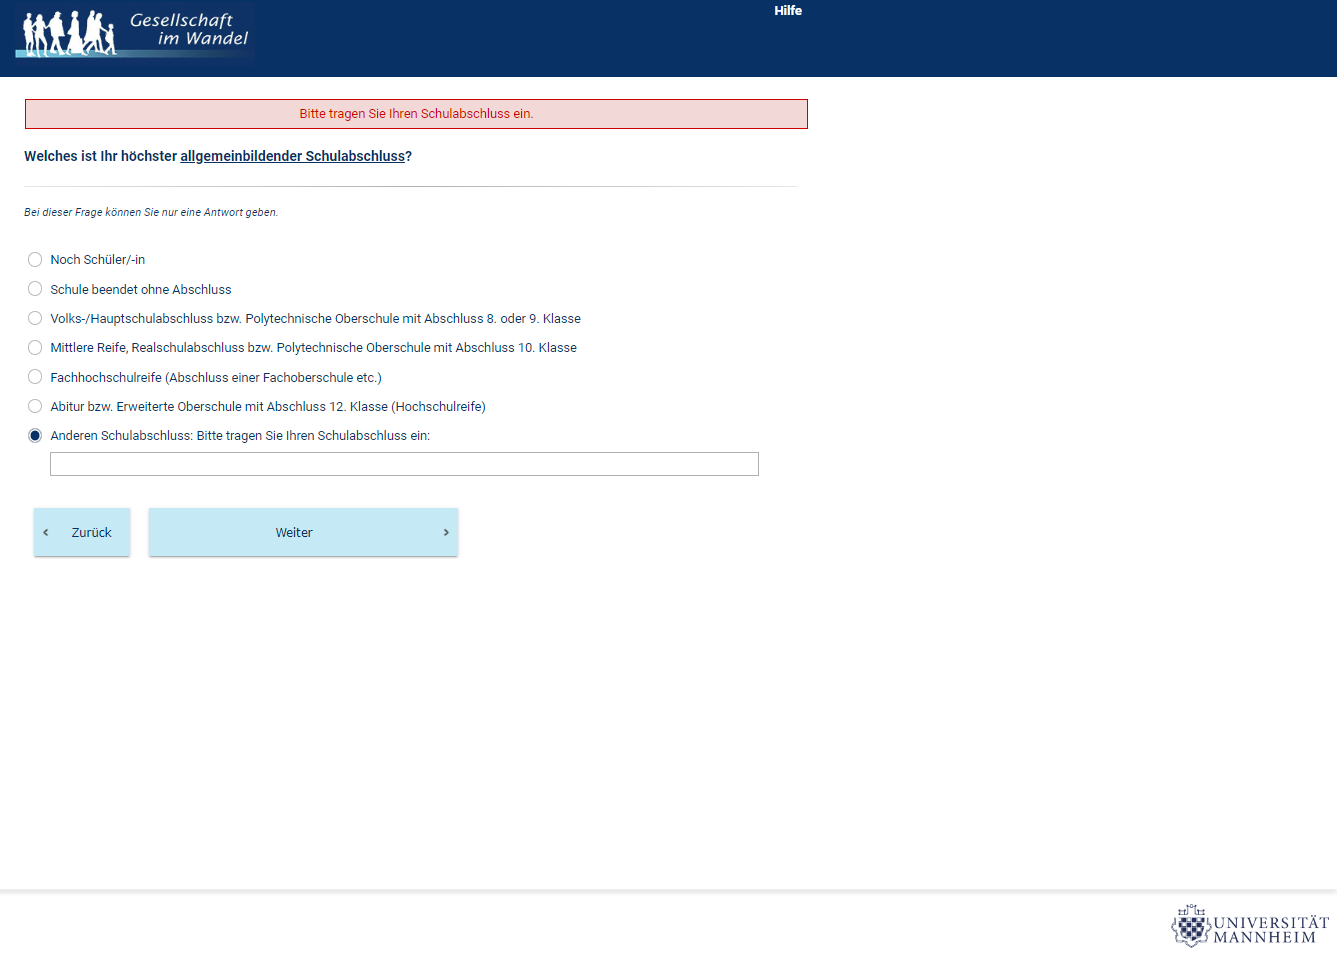 Gesellschaft
im Wandel
Hilfe
Bitte tragen Sie Ihren Schulabschluss ein.
Welches ist Ihr höchster allgemeinbildender Schulabschluss?
Bei dieser Frage können Sie nur eine Antwort geben.
Noch Schüler/-in
Schule beendet ohne Abschluss
Volks-/Hauptschulabschluss bzw. Polytechnische Oberschule mit Abschluss 8. oder 9. Klasse
Mittlere Reife, Realschulabschluss bzw. Polytechnische Oberschule mit Abschluss 10. Klasse
Fachhochschulreife (Abschluss einer Fachoberschule etc.)
Abitur bzw. Erweiterte Oberschule mit Abschluss 12. Klasse (Hochschulreife)
Anderen Schulabschluss: Bitte tragen Sie Ihren Schulabschluss ein:
‹ Zurück
Weiter ›
UNIVERSITÄT
MANNHEIM